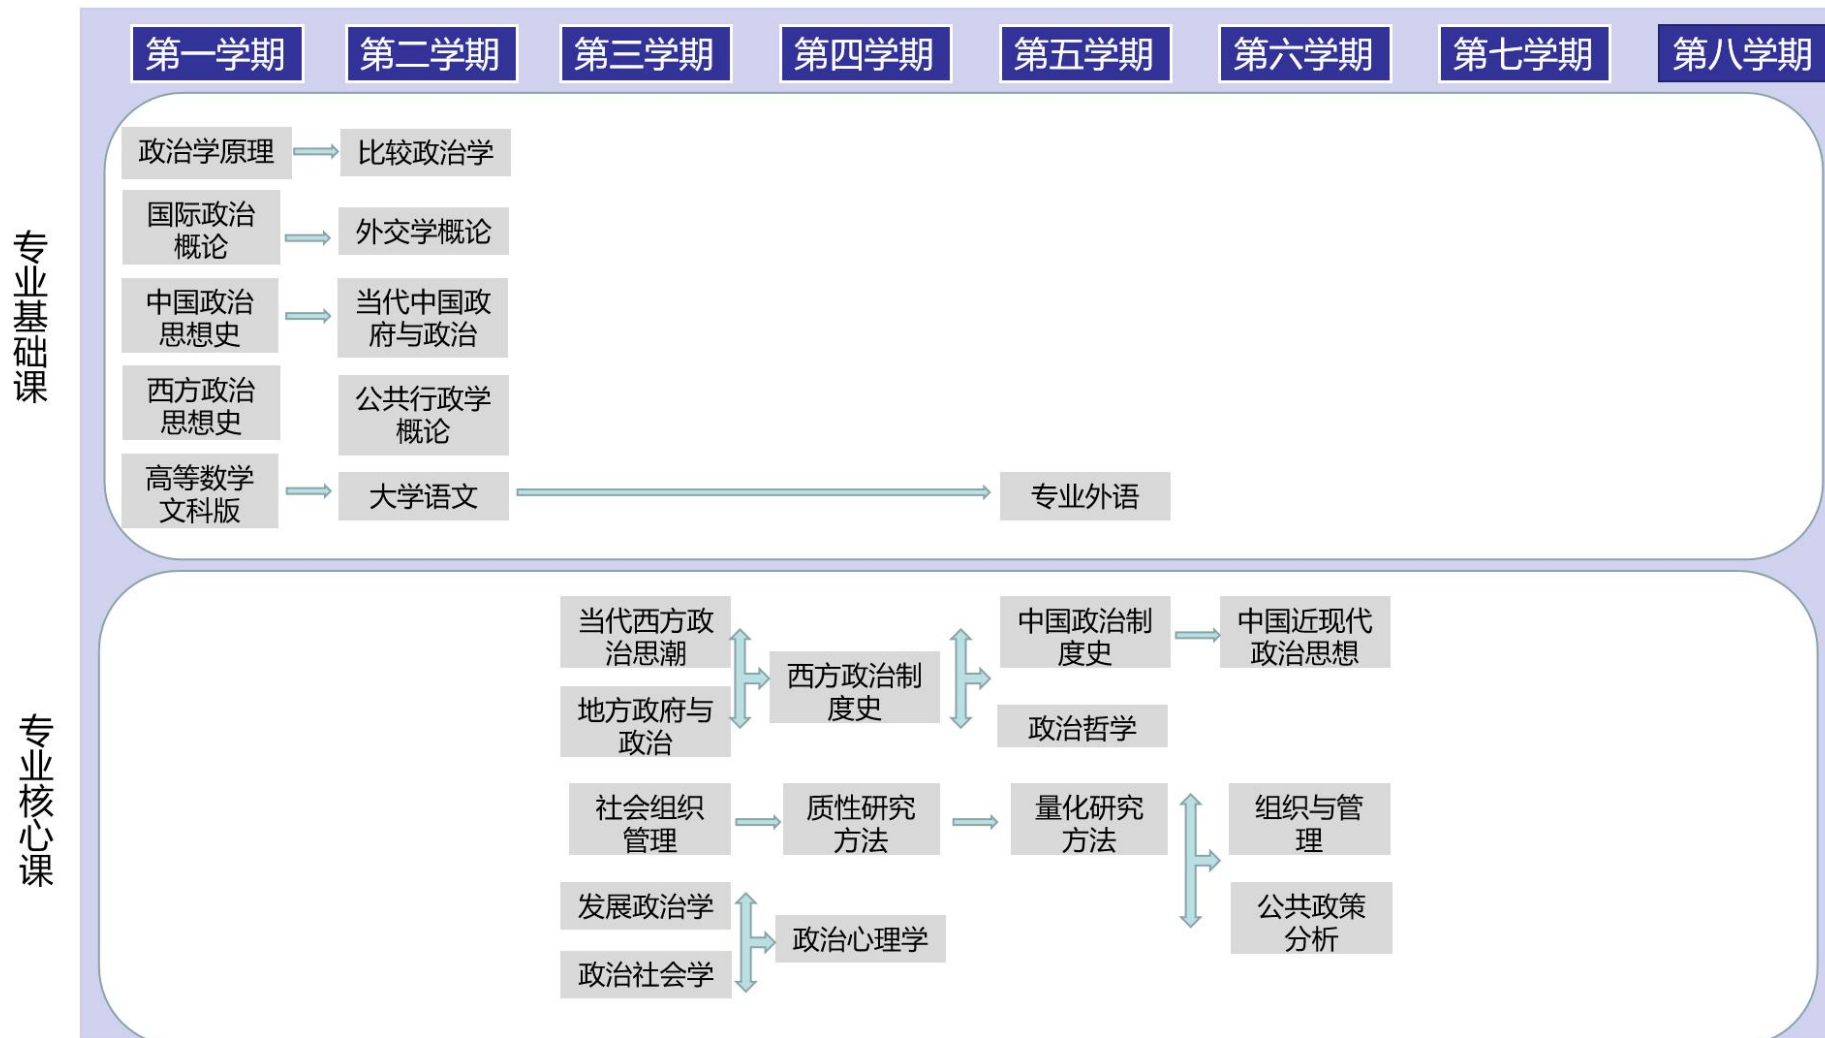 第一学期
第二学期
第三学期
第四学期
第五学期
第六学期
第七学期
第八学期
专业基础课
政治学原理
比较政治学
国际政治
概论
外交学概论
中国政治
思想史
当代中国政
府与政治
西方政治
思想史
公共行政学
概论
高等数学
文科版
大学语文
专业外语
专业核心课
当代西方政
治思潮
地方政府与
政治
西方政治制
度史
中国政治制
度史
政治哲学
中国近现代
政治思想
社会组织
管理
质性研究
方法
量化研究
方法
组织与管
理
公共政策
分析
发展政治学
政治社会学
政治心理学